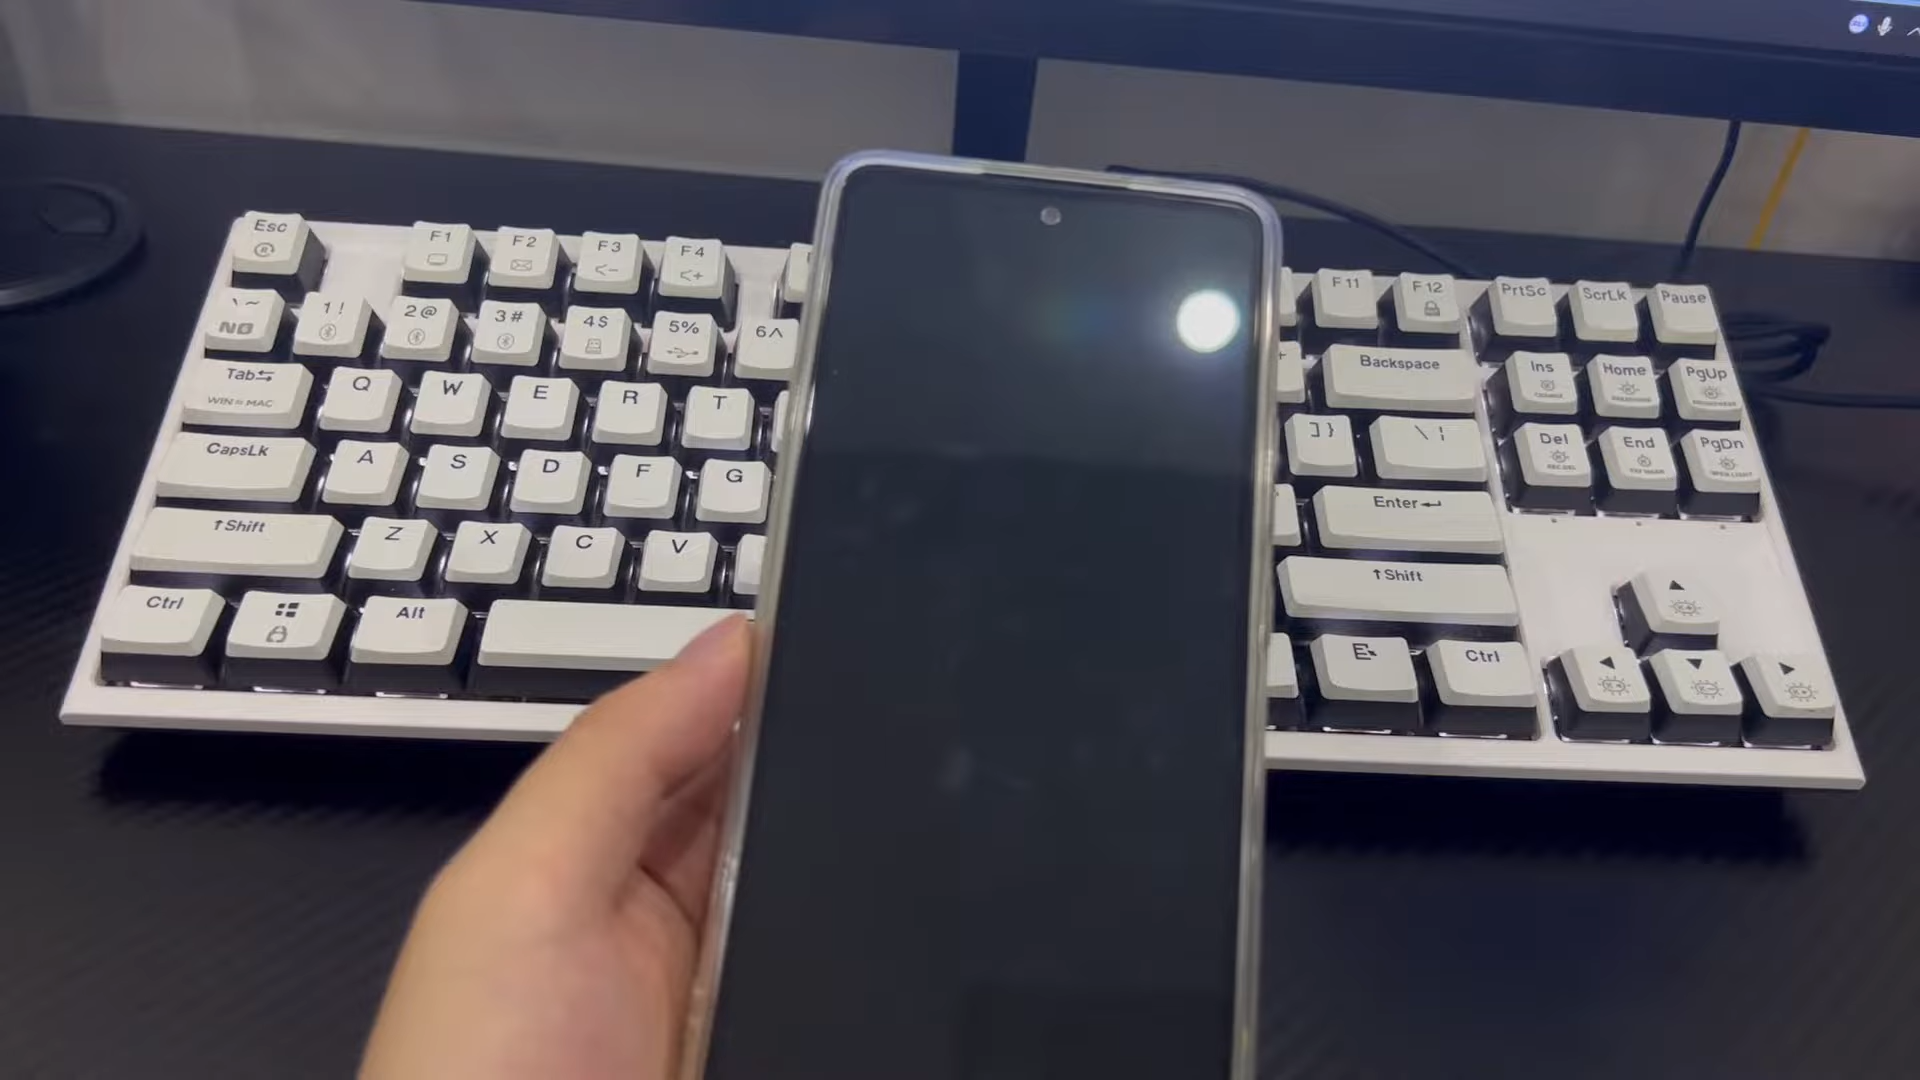 Esc F1 F2 F3 F4 F11 F12 PrtSc ScrLk Pause
`~ 1! 2@ 3# 4$ 5% 6^ + Backspace Ins Home PgUp
Tab Q W E R T ]} \| Del End PgDn
WIN MAC
CapsLk A S D F G Enter
Shift Z X C V Shift
Ctrl Alt Ctrl